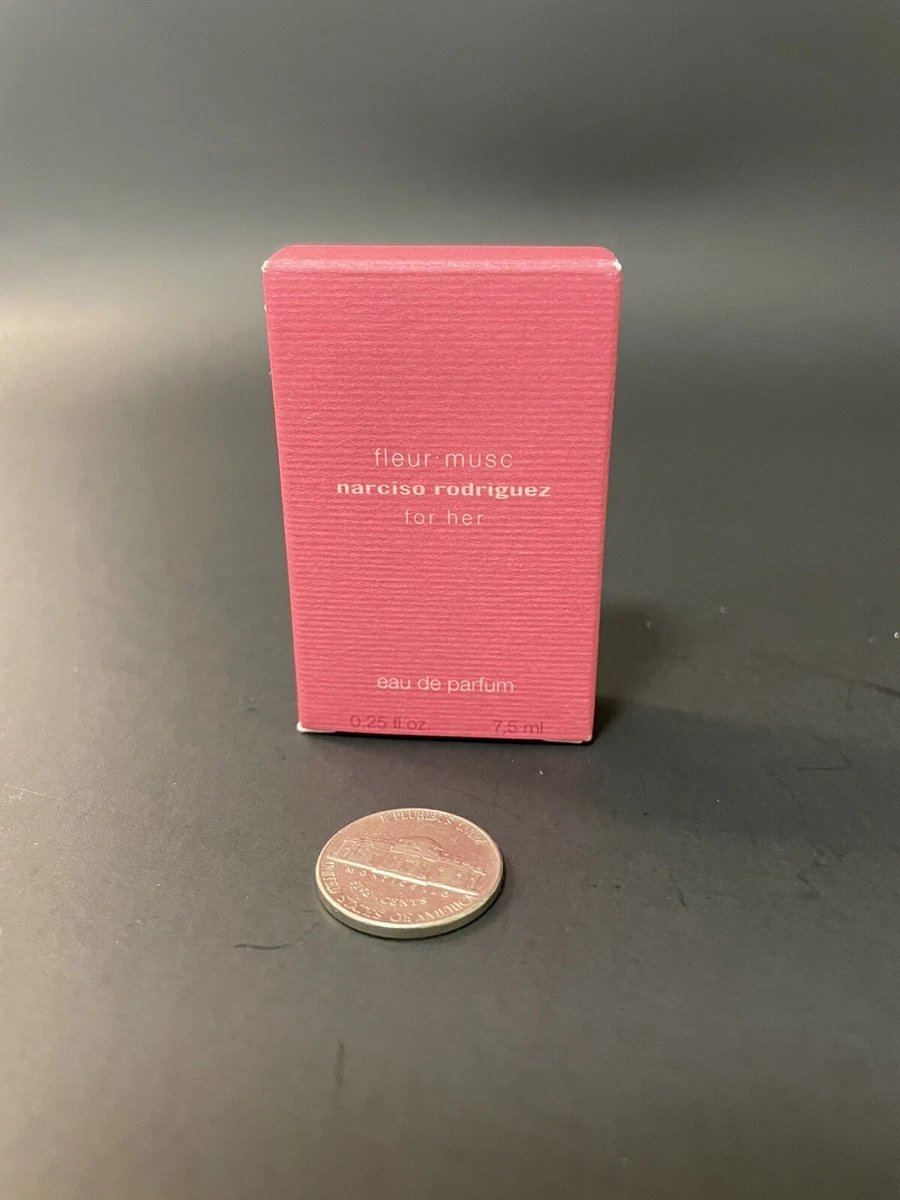 fleur·musc
narciso rodriguez
for her
eau de parfum
0,25 fl.oz. 7,5 ml
E PLURIBUS UNUM
MONTICELLO
FIVE CENTS
UNITED STATES OF AMERICA